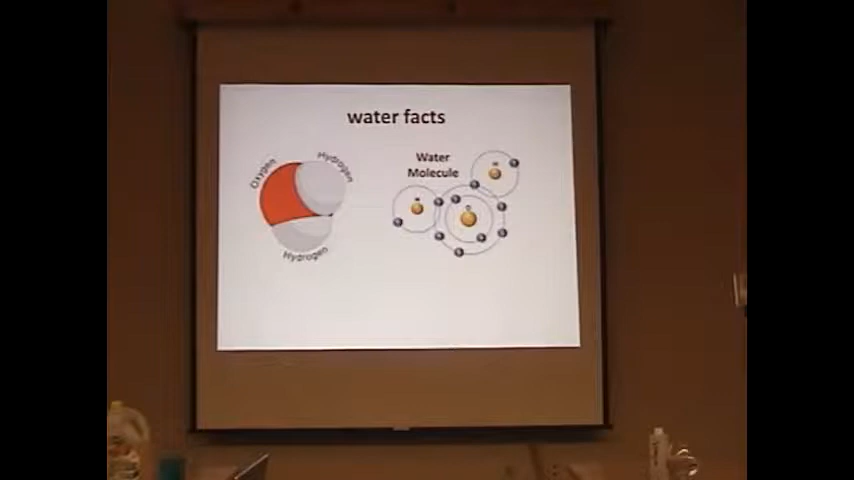 water facts
Oxygen
Hydrogen
Hydrogen
Water
Molecule
H
H